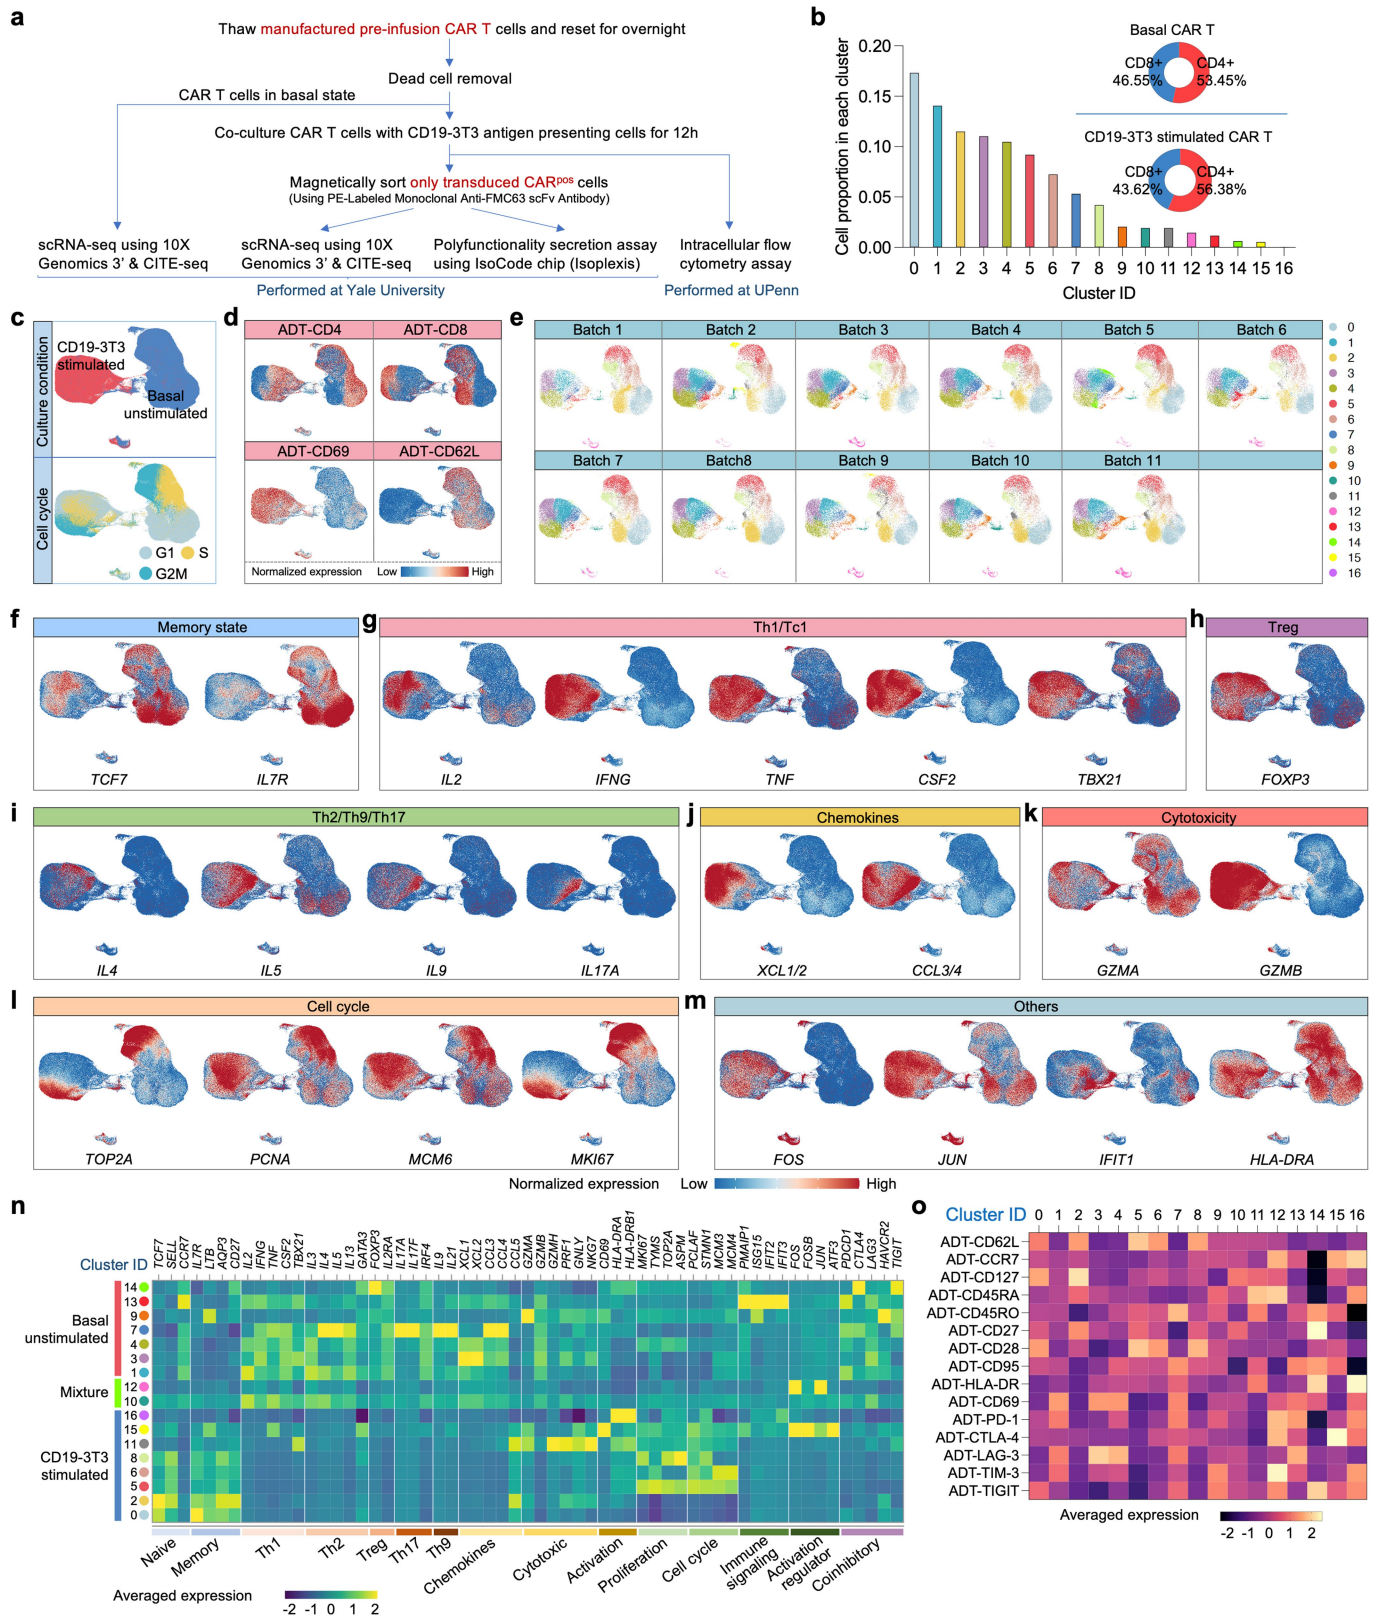 a
Thaw manufactured pre-infusion CAR T cells and reset for overnight
Dead cell removal
CAR T cells in basal state
Co-culture CAR T cells with CD19-3T3 antigen presenting cells for 12h
Magnetically sort only transduced CARpos cells
(Using PE-Labeled Monoclonal Anti-FMC63 scFv Antibody)
scRNA-seq using 10X
Genomics 3' & CITE-seq
scRNA-seq using 10X
Genomics 3' & CITE-seq
Polyfunctionality secretion assay
using IsoCode chip (Isoplexis)
Intracellular flow
cytometry assay
Performed at Yale University
Performed at UPenn
b
Cell proportion in each cluster
0.20
0.15
0.10
0.05
0.00
0 1 2 3 4 5 6 7 8 9 10 11 12 13 14 15 16
Cluster ID
Basal CAR T
CD8+
46.55%
CD4+
53.45%
CD19-3T3 stimulated CAR T
CD8+
43.62%
CD4+
56.38%
c
Culture condition
CD19-3T3
stimulated
Basal
unstimulated
Cell cycle
G1 S
G2M
d
ADT-CD4 ADT-CD8
ADT-CD69 ADT-CD62L
Normalized expression Low High
e
Batch 1 Batch 2 Batch 3 Batch 4 Batch 5 Batch 6
Batch 7 Batch8 Batch 9 Batch 10 Batch 11
0
1
2
3
4
5
6
7
8
9
10
11
12
13
14
15
16
f
Memory state
TCF7 IL7R
g
Th1/Tc1
IL2 IFNG TNF CSF2 TBX21
h
Treg
FOXP3
i
Th2/Th9/Th17
IL4 IL5 IL9 IL17A
j
Chemokines
XCL1/2 CCL3/4
k
Cytotoxicity
GZMA GZMB
l
Cell cycle
TOP2A PCNA MCM6 MKI67
m
Others
FOS JUN IFIT1 HLA-DRA
Normalized expression Low High
n
Cluster ID
TCF7 SELL CCR7 IL7R LTB AQP3 CD27 IL2 IFNG TNF CSF2 TBX21 IL3 IL4 IL5 IL13 GATA3 FOXP3 IL2RA IL17A IL17F IRF4 IL9 IL21 XCL1 XCL2 CCL3 CCL4 CCL5 GZMA GZMB GZMH PRF1 GNLY NKG7 CD69 HLA-DRA HLA-DRB1 MKI67 TYMS TOP2A ASPM PCLAF STMN1 MCM3 MCM4 PMAIP1 ISG15 IFIT2 IFIT3 FOS FOSB JUN ATF3 PDCD1 CTLA4 LAG3 HAVCR2 TIGIT
Basal
unstimulated
14
13
9
7
4
3
1
Mixture
12
10
CD19-3T3
stimulated
16
15
11
8
6
5
2
0
Naive Memory Th1 Th2 Treg Th17 Th9 Chemokines Cytotoxic Activation Proliferation Cell cycle Immune signaling Activation regulator Coinhibitory
Averaged expression
-2 -1 0 1 2
o
Cluster ID 0 1 2 3 4 5 6 7 8 9 10 11 12 13 14 15 16
ADT-CD62L
ADT-CCR7
ADT-CD127
ADT-CD45RA
ADT-CD45RO
ADT-CD27
ADT-CD28
ADT-CD95
ADT-HLA-DR
ADT-CD69
ADT-PD-1
ADT-CTLA-4
ADT-LAG-3
ADT-TIM-3
ADT-TIGIT
Averaged expression
-2 -1 0 1 2